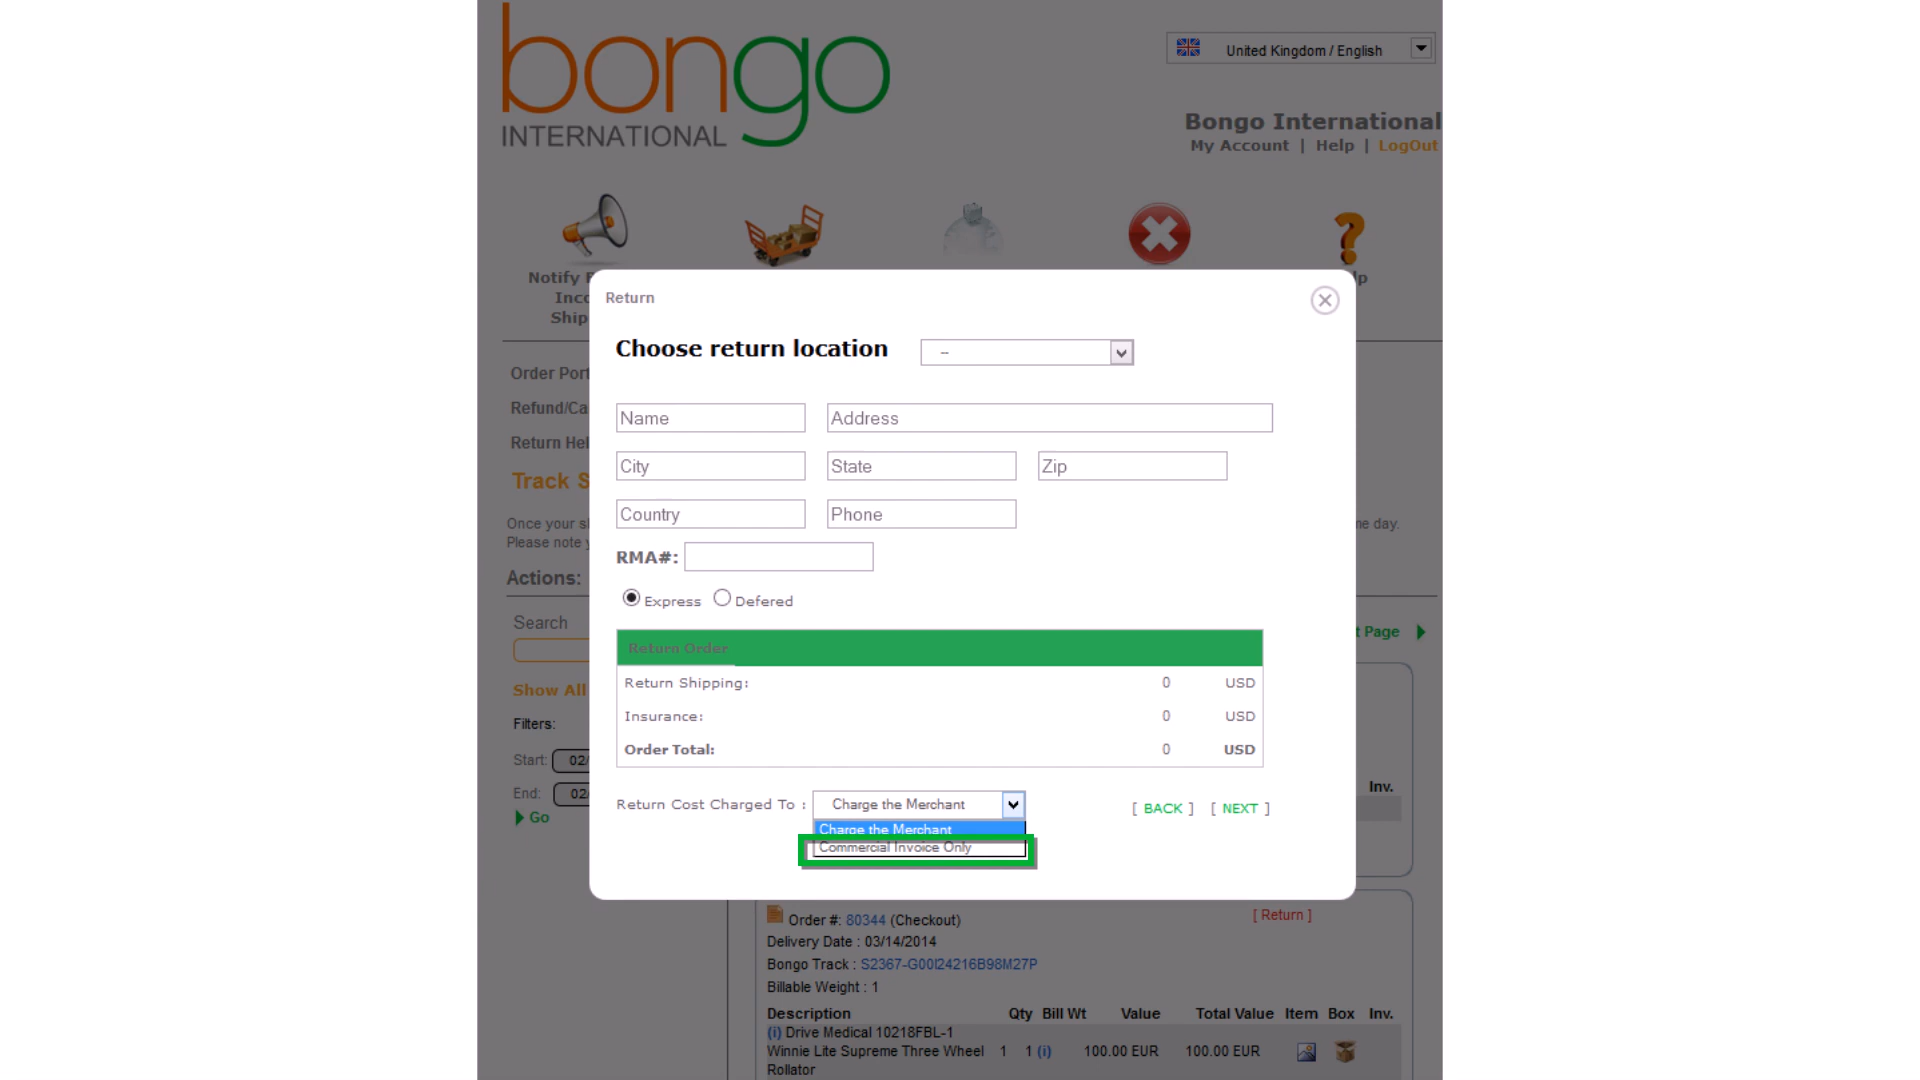 bongo
INTERNATIONAL
United Kingdom / English
Bongo International
My Account | Help | LogOut
Notify
Ship
Return
Choose return location
--
Order Port
Refund/Ca
Return Hel
Name
Address
City
State
Zip
Track S
Country
Phone
Once your s
me day.
Please note
RMA#:
Actions:
Express
Defered
Search
t Page
Return Order
Return Shipping: 0 USD
Show All
Insurance: 0 USD
Filters:
Order Total: 0 USD
Start: 02/
End: 02/
Inv.
Return Cost Charged To :
Charge the Merchant
[ BACK ] [ NEXT ]
Go
Charge the Merchant
Commercial Invoice Only
Order #: 80344 (Checkout)
[ Return ]
Delivery Date : 03/14/2014
Bongo Track : S2367-G00I24216B98M27P
Billable Weight : 1
Description Qty Bill Wt Value Total Value Item Box Inv.
(i) Drive Medical 10218FBL-1
Winnie Lite Supreme Three Wheel 1 1 (i) 100.00 EUR 100.00 EUR
Rollator